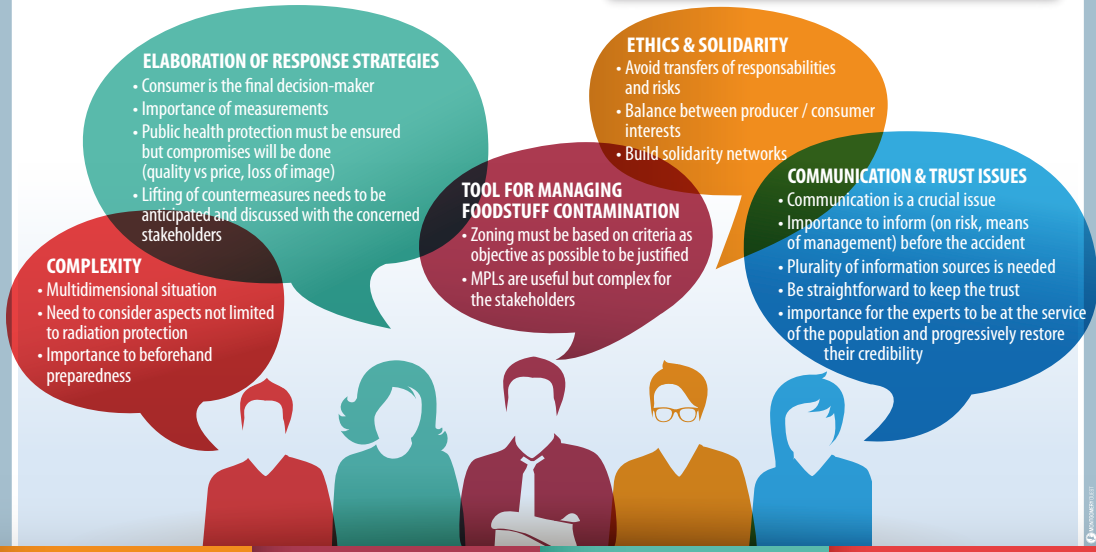 ELABORATION OF RESPONSE STRATEGIES
• Consumer is the final decision-maker
• Importance of measurements
• Public health protection must be ensured
but compromises will be done
(quality vs price, loss of image)
• Lifting of countermeasures needs to be
anticipated and discussed with the concerned
stakeholders
ETHICS & SOLIDARITY
• Avoid transfers of responsabilities
and risks
• Balance between producer / consumer
interests
• Build solidarity networks
COMPLEXITY
• Multidimensional situation
• Need to consider aspects not limited
to radiation protection
• Importance to beforehand
preparedness
TOOL FOR MANAGING
FOODSTUFF CONTAMINATION
• Zoning must be based on criteria as
objective as possible to be justified
• MPLs are useful but complex for
the stakeholders
COMMUNICATION & TRUST ISSUES
• Communication is a crucial issue
• Importance to inform (on risk, means
of management) before the accident
• Plurality of information sources is needed
• Be straightforward to keep the trust
• importance for the experts to be at the service
of the population and progressively restore
their credibility